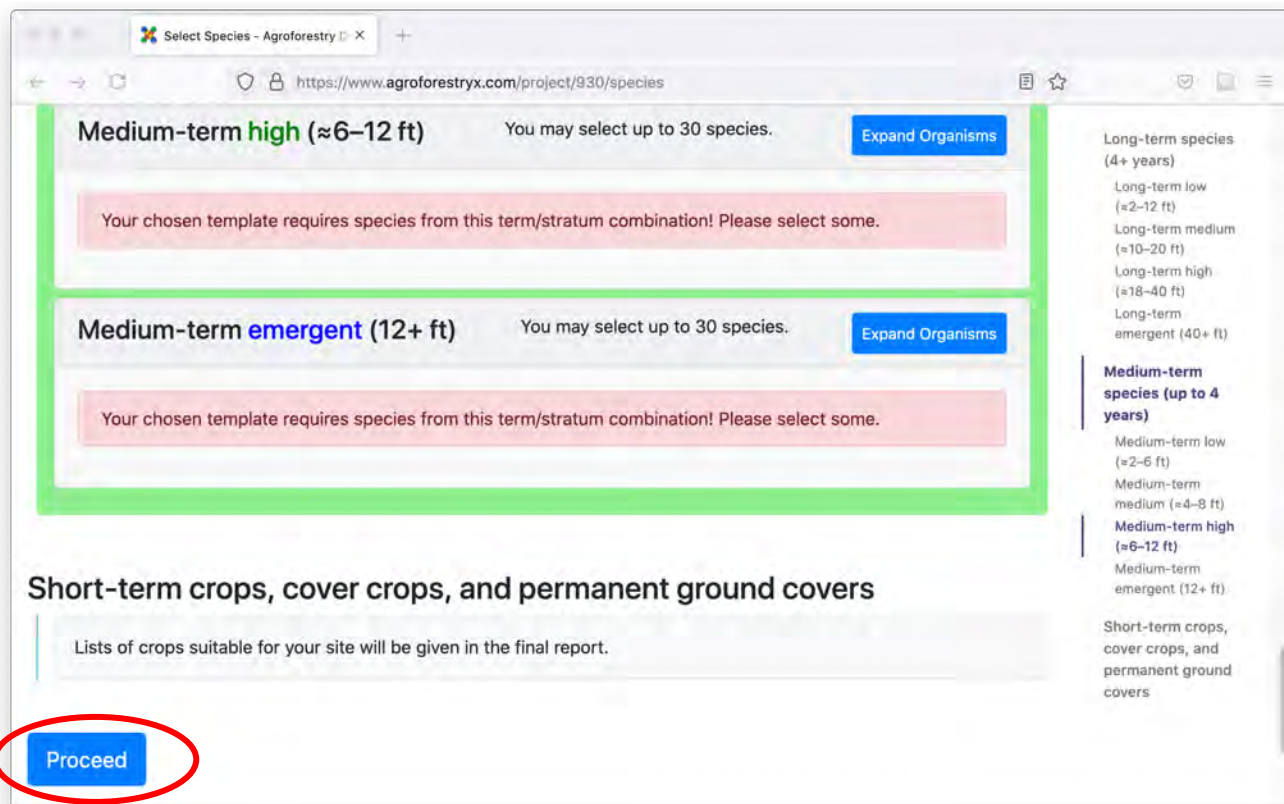 Select Species - Agroforestry D
https://www.agroforestryx.com/project/930/species
Medium-term high (≈6–12 ft)
You may select up to 30 species.
Expand Organisms
Your chosen template requires species from this term/stratum combination! Please select some.
Medium-term emergent (12+ ft)
You may select up to 30 species.
Expand Organisms
Your chosen template requires species from this term/stratum combination! Please select some.
Short-term crops, cover crops, and permanent ground covers
Lists of crops suitable for your site will be given in the final report.
Proceed
Long-term species
(4+ years)
Long-term low
(≈2–12 ft)
Long-term medium
(≈10–20 ft)
Long-term high
(≈18–40 ft)
Long-term
emergent (40+ ft)
Medium-term
species (up to 4
years)
Medium-term low
(≈2–6 ft)
Medium-term
medium (≈4–8 ft)
Medium-term high
(≈6–12 ft)
Medium-term
emergent (12+ ft)
Short-term crops,
cover crops, and
permanent ground
covers